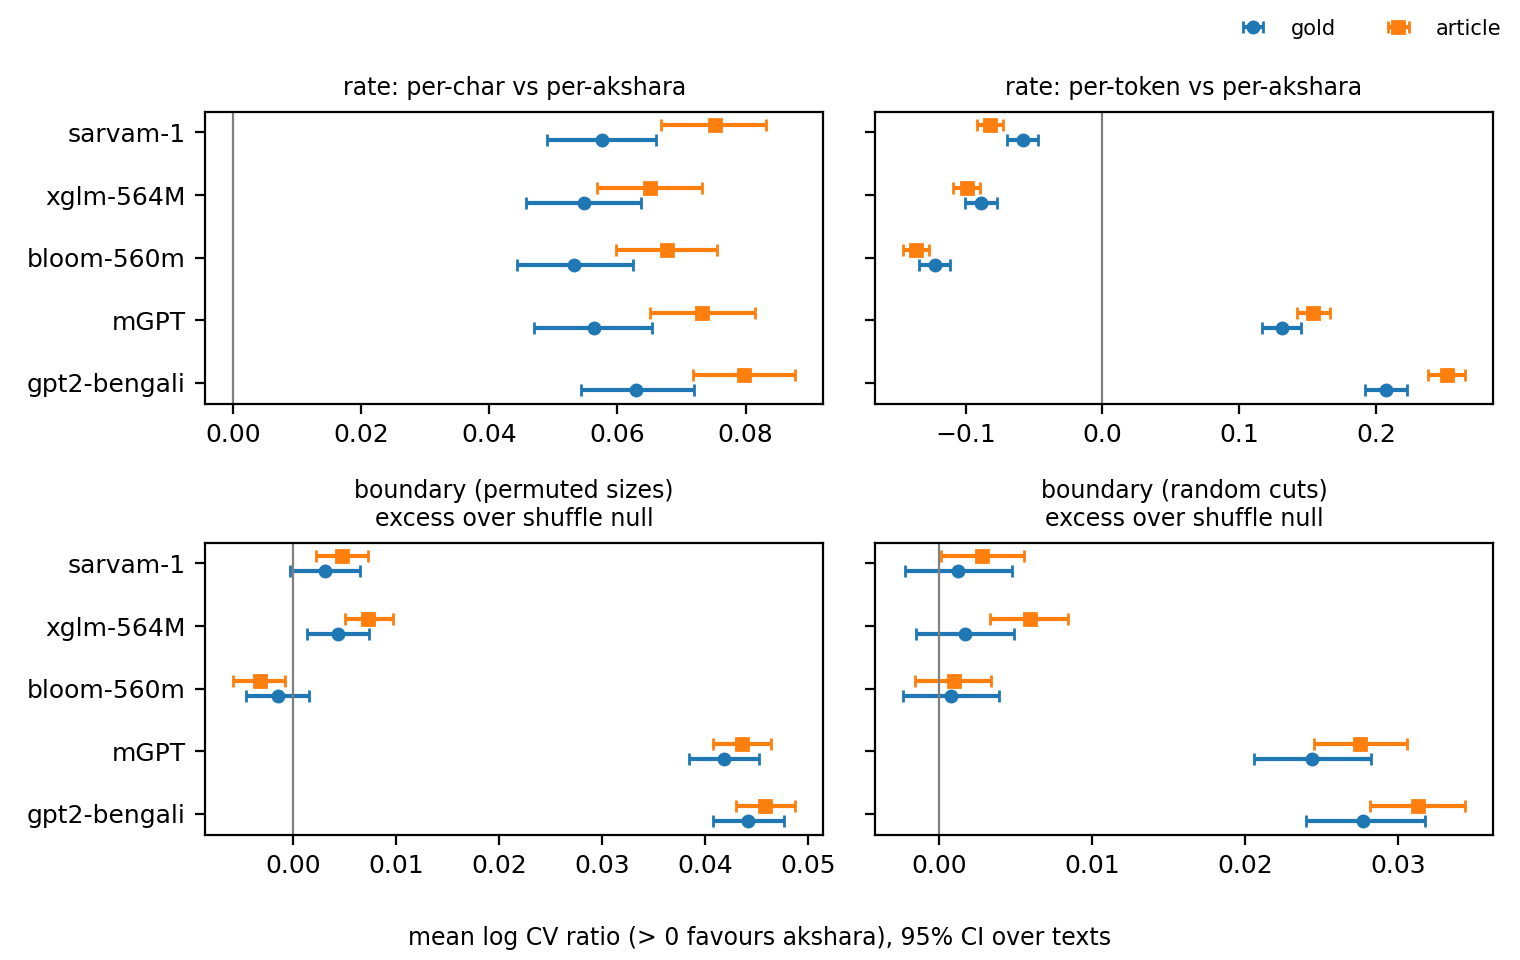 gold article
rate: per-char vs per-akshara
rate: per-token vs per-akshara
sarvam-1
xglm-564M
bloom-560m
mGPT
gpt2-bengali
0.00 0.02 0.04 0.06 0.08
−0.1 0.0 0.1 0.2
boundary (permuted sizes)
excess over shuffle null
boundary (random cuts)
excess over shuffle null
sarvam-1
xglm-564M
bloom-560m
mGPT
gpt2-bengali
0.00 0.01 0.02 0.03 0.04 0.05
0.00 0.01 0.02 0.03
mean log CV ratio (> 0 favours akshara), 95% CI over texts